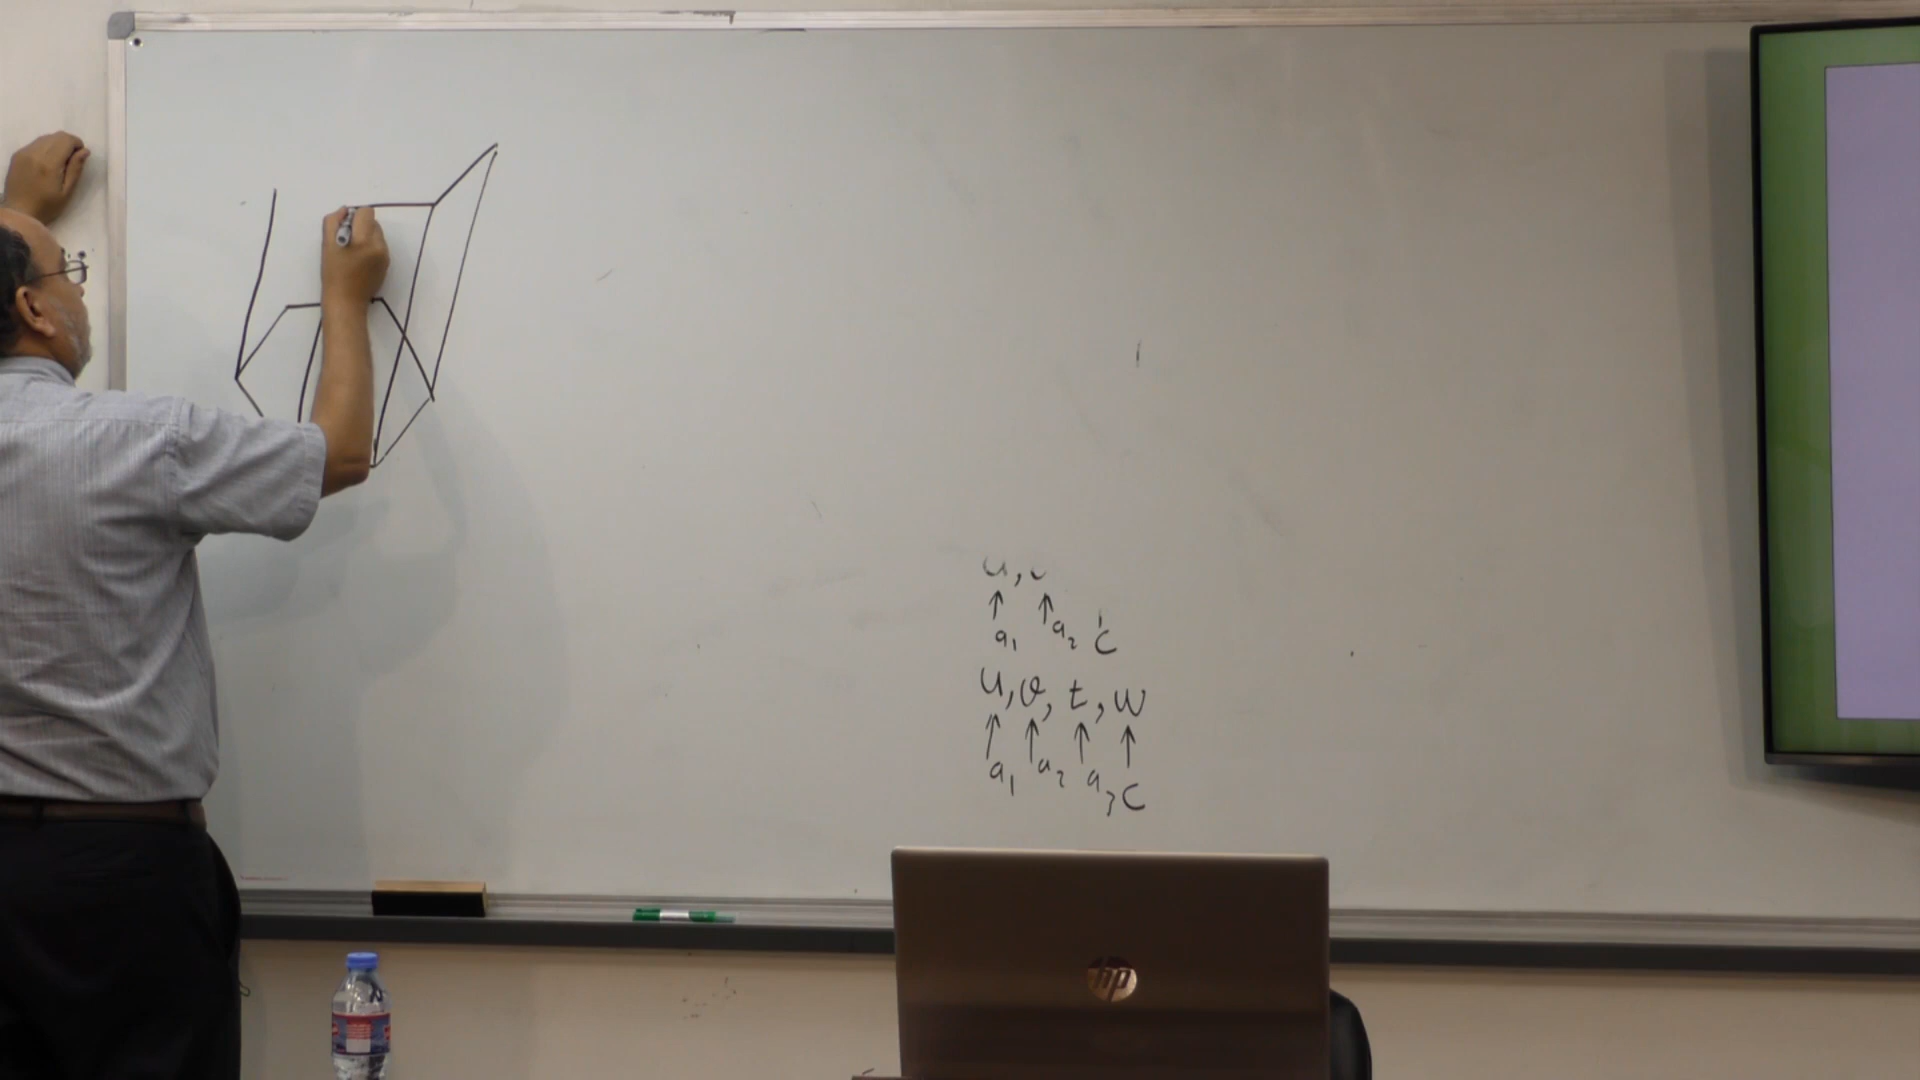 u,
↑ ↑
a₁ a₂ c
u, v, t, w
↑ ↑ ↑ ↑
a₁ a₂ a₃ c
hp